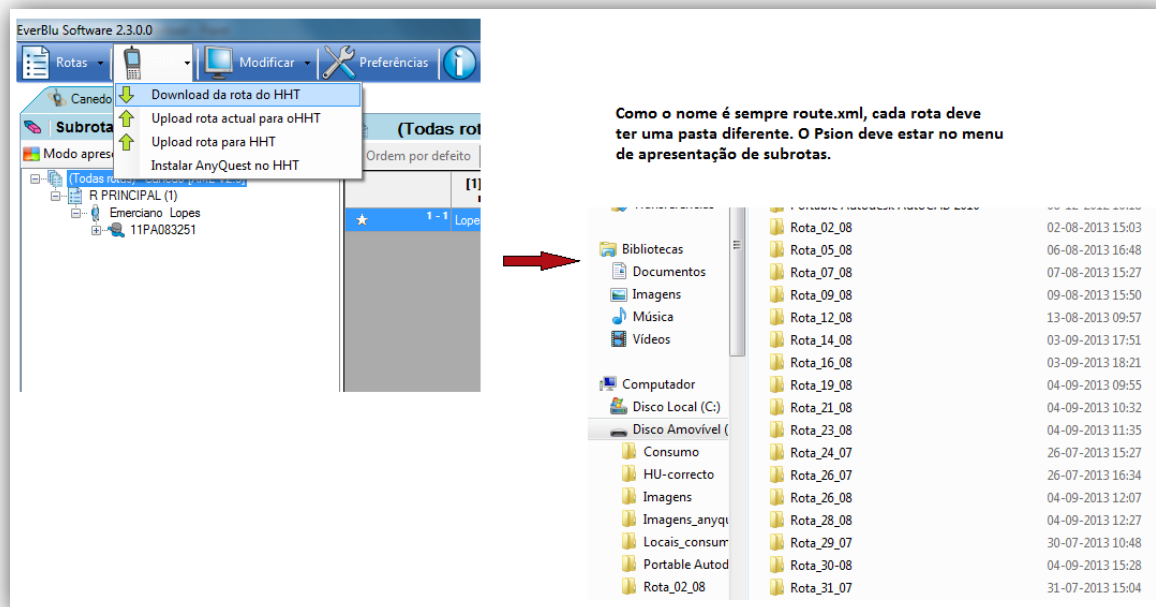 EverBlu Software 2.3.0.0
Rotas
Modificar
Preferências
Canedo
Download da rota do HHT
Upload rota actual para oHHT
Upload rota para HHT
Instalar AnyQuest no HHT
Subrota
(Todas rot
Modo apres
Ordem por defeito
(Todas
[1]
R PRINCIPAL (1)
Emerciano Lopes
11PA083251
1 - 1 Lope
Como o nome é sempre route.xml, cada rota deve
ter uma pasta diferente. O Psion deve estar no menu
de apresentação de subrotas.
Bibliotecas
Documentos
Imagens
Música
Vídeos
Computador
Disco Local (C:)
Disco Amovível (
Consumo
HU-correcto
Imagens
Imagens_anyqu
Locais_consum
Portable Autod
Rota_02_08
Rota_02_08 02-08-2013 15:03
Rota_05_08 06-08-2013 16:48
Rota_07_08 07-08-2013 15:27
Rota_09_08 09-08-2013 15:50
Rota_12_08 13-08-2013 09:57
Rota_14_08 03-09-2013 17:51
Rota_16_08 03-09-2013 18:21
Rota_19_08 04-09-2013 09:55
Rota_21_08 04-09-2013 10:32
Rota_23_08 04-09-2013 11:35
Rota_24_07 26-07-2013 15:27
Rota_26_07 26-07-2013 16:34
Rota_26_08 04-09-2013 12:07
Rota_28_08 04-09-2013 12:27
Rota_29_07 30-07-2013 10:48
Rota_30-08 04-09-2013 15:28
Rota_31_07 31-07-2013 15:04